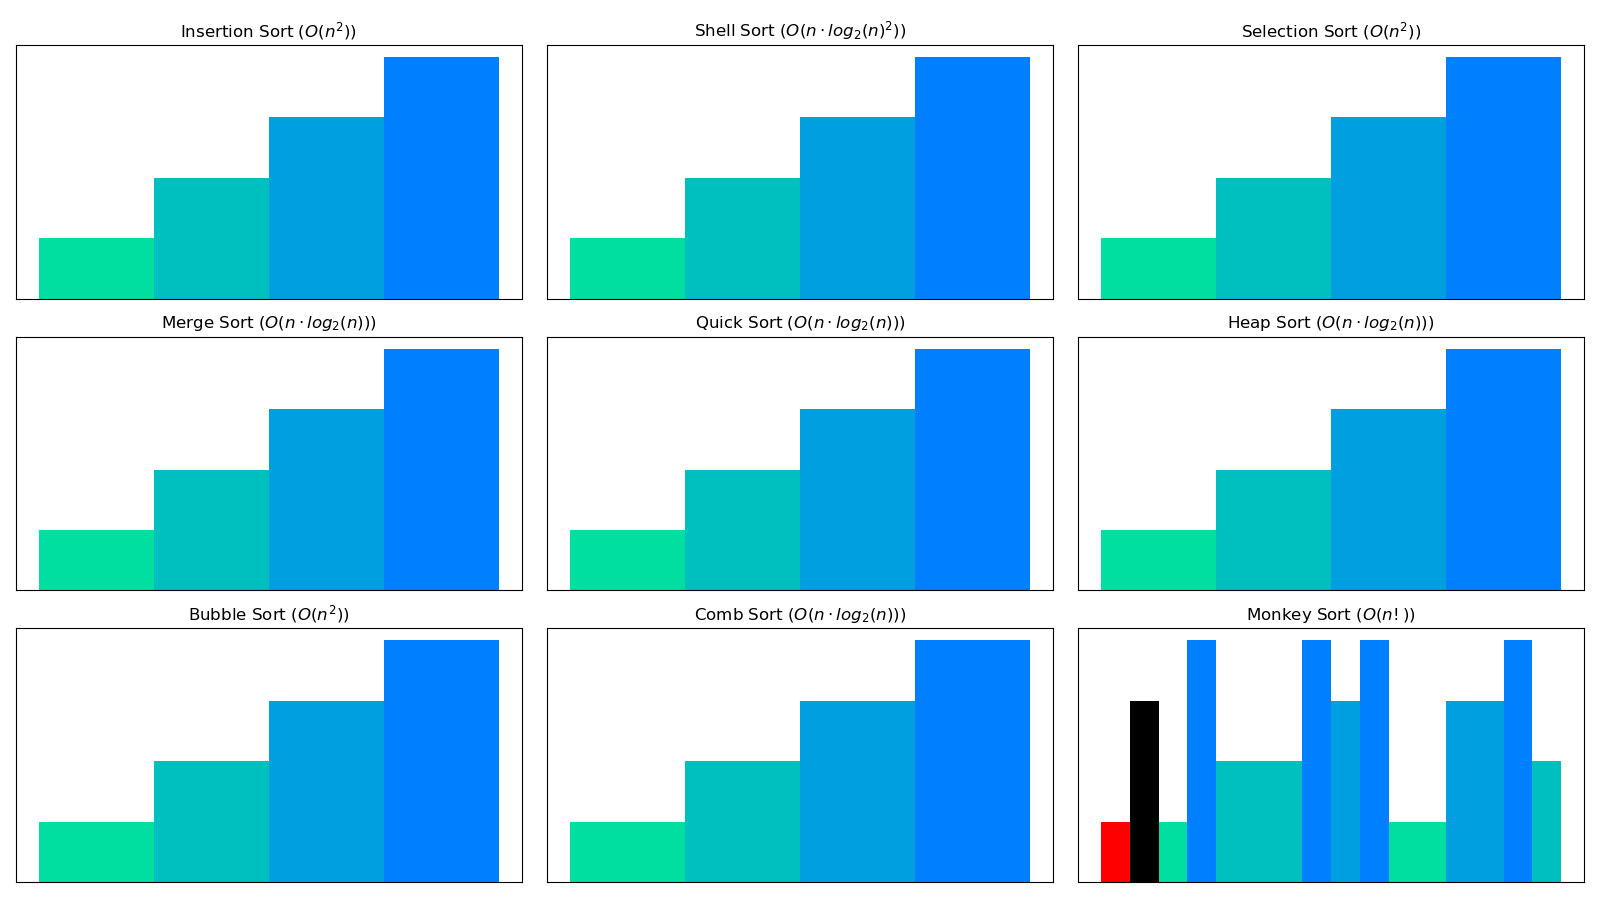 Insertion Sort (O(n²))
Shell Sort (O(n · log₂(n)²))
Selection Sort (O(n²))
Merge Sort (O(n · log₂(n)))
Quick Sort (O(n · log₂(n)))
Heap Sort (O(n · log₂(n)))
Bubble Sort (O(n²))
Comb Sort (O(n · log₂(n)))
Monkey Sort (O(n! ))